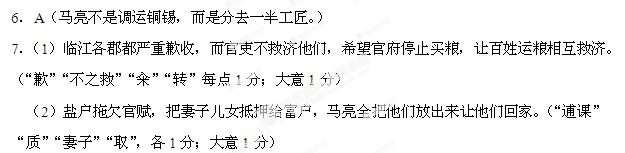 6．A（马亮不是调运铜锡，而是分去一半工匠。）
7．（1）临江各郡都严重歉收，而官吏不救济他们，希望官府停止买粮，让百姓运粮相互救济。
（“歉”“不之救”“籴”“转”每点 1 分；大意 1 分）
（2）盐户拖欠官赋，把妻子儿女抵押给富户，马亮全把他们放出来让他们回家。（“逋课”
“质”“妻子”“取”，各 1 分；大意 1 分）